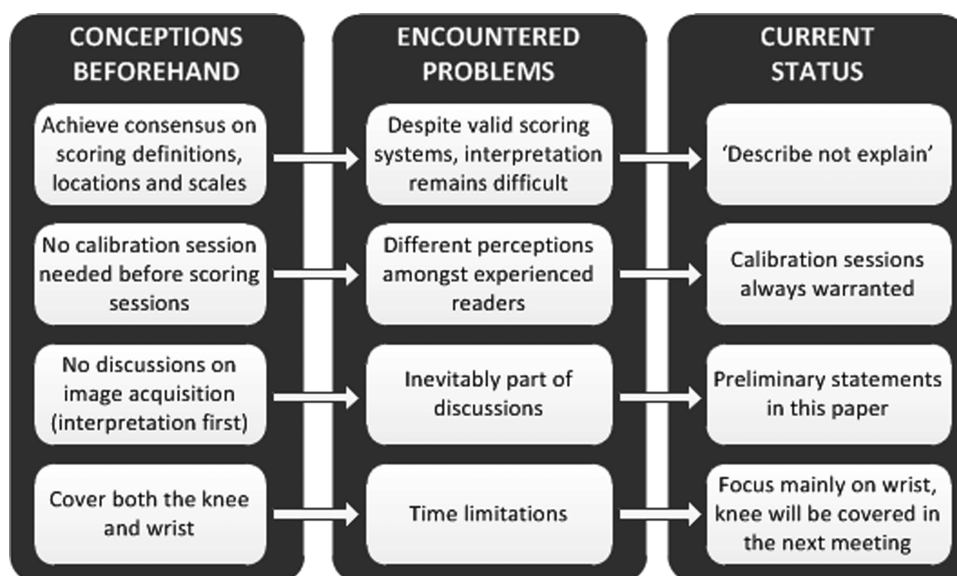 CONCEPTIONS
BEFOREHAND
Achieve consensus on
scoring definitions,
locations and scales
No calibration session
needed before scoring
sessions
No discussions on
image acquisition
(interpretation first)
Cover both the knee
and wrist
ENCOUNTERED
PROBLEMS
Despite valid scoring
systems, interpretation
remains difficult
Different perceptions
amongst experienced
readers
Inevitably part of
discussions
Time limitations
CURRENT
STATUS
‘Describe not explain’
Calibration sessions
always warranted
Preliminary statements
in this paper
Focus mainly on wrist,
knee will be covered in
the next meeting